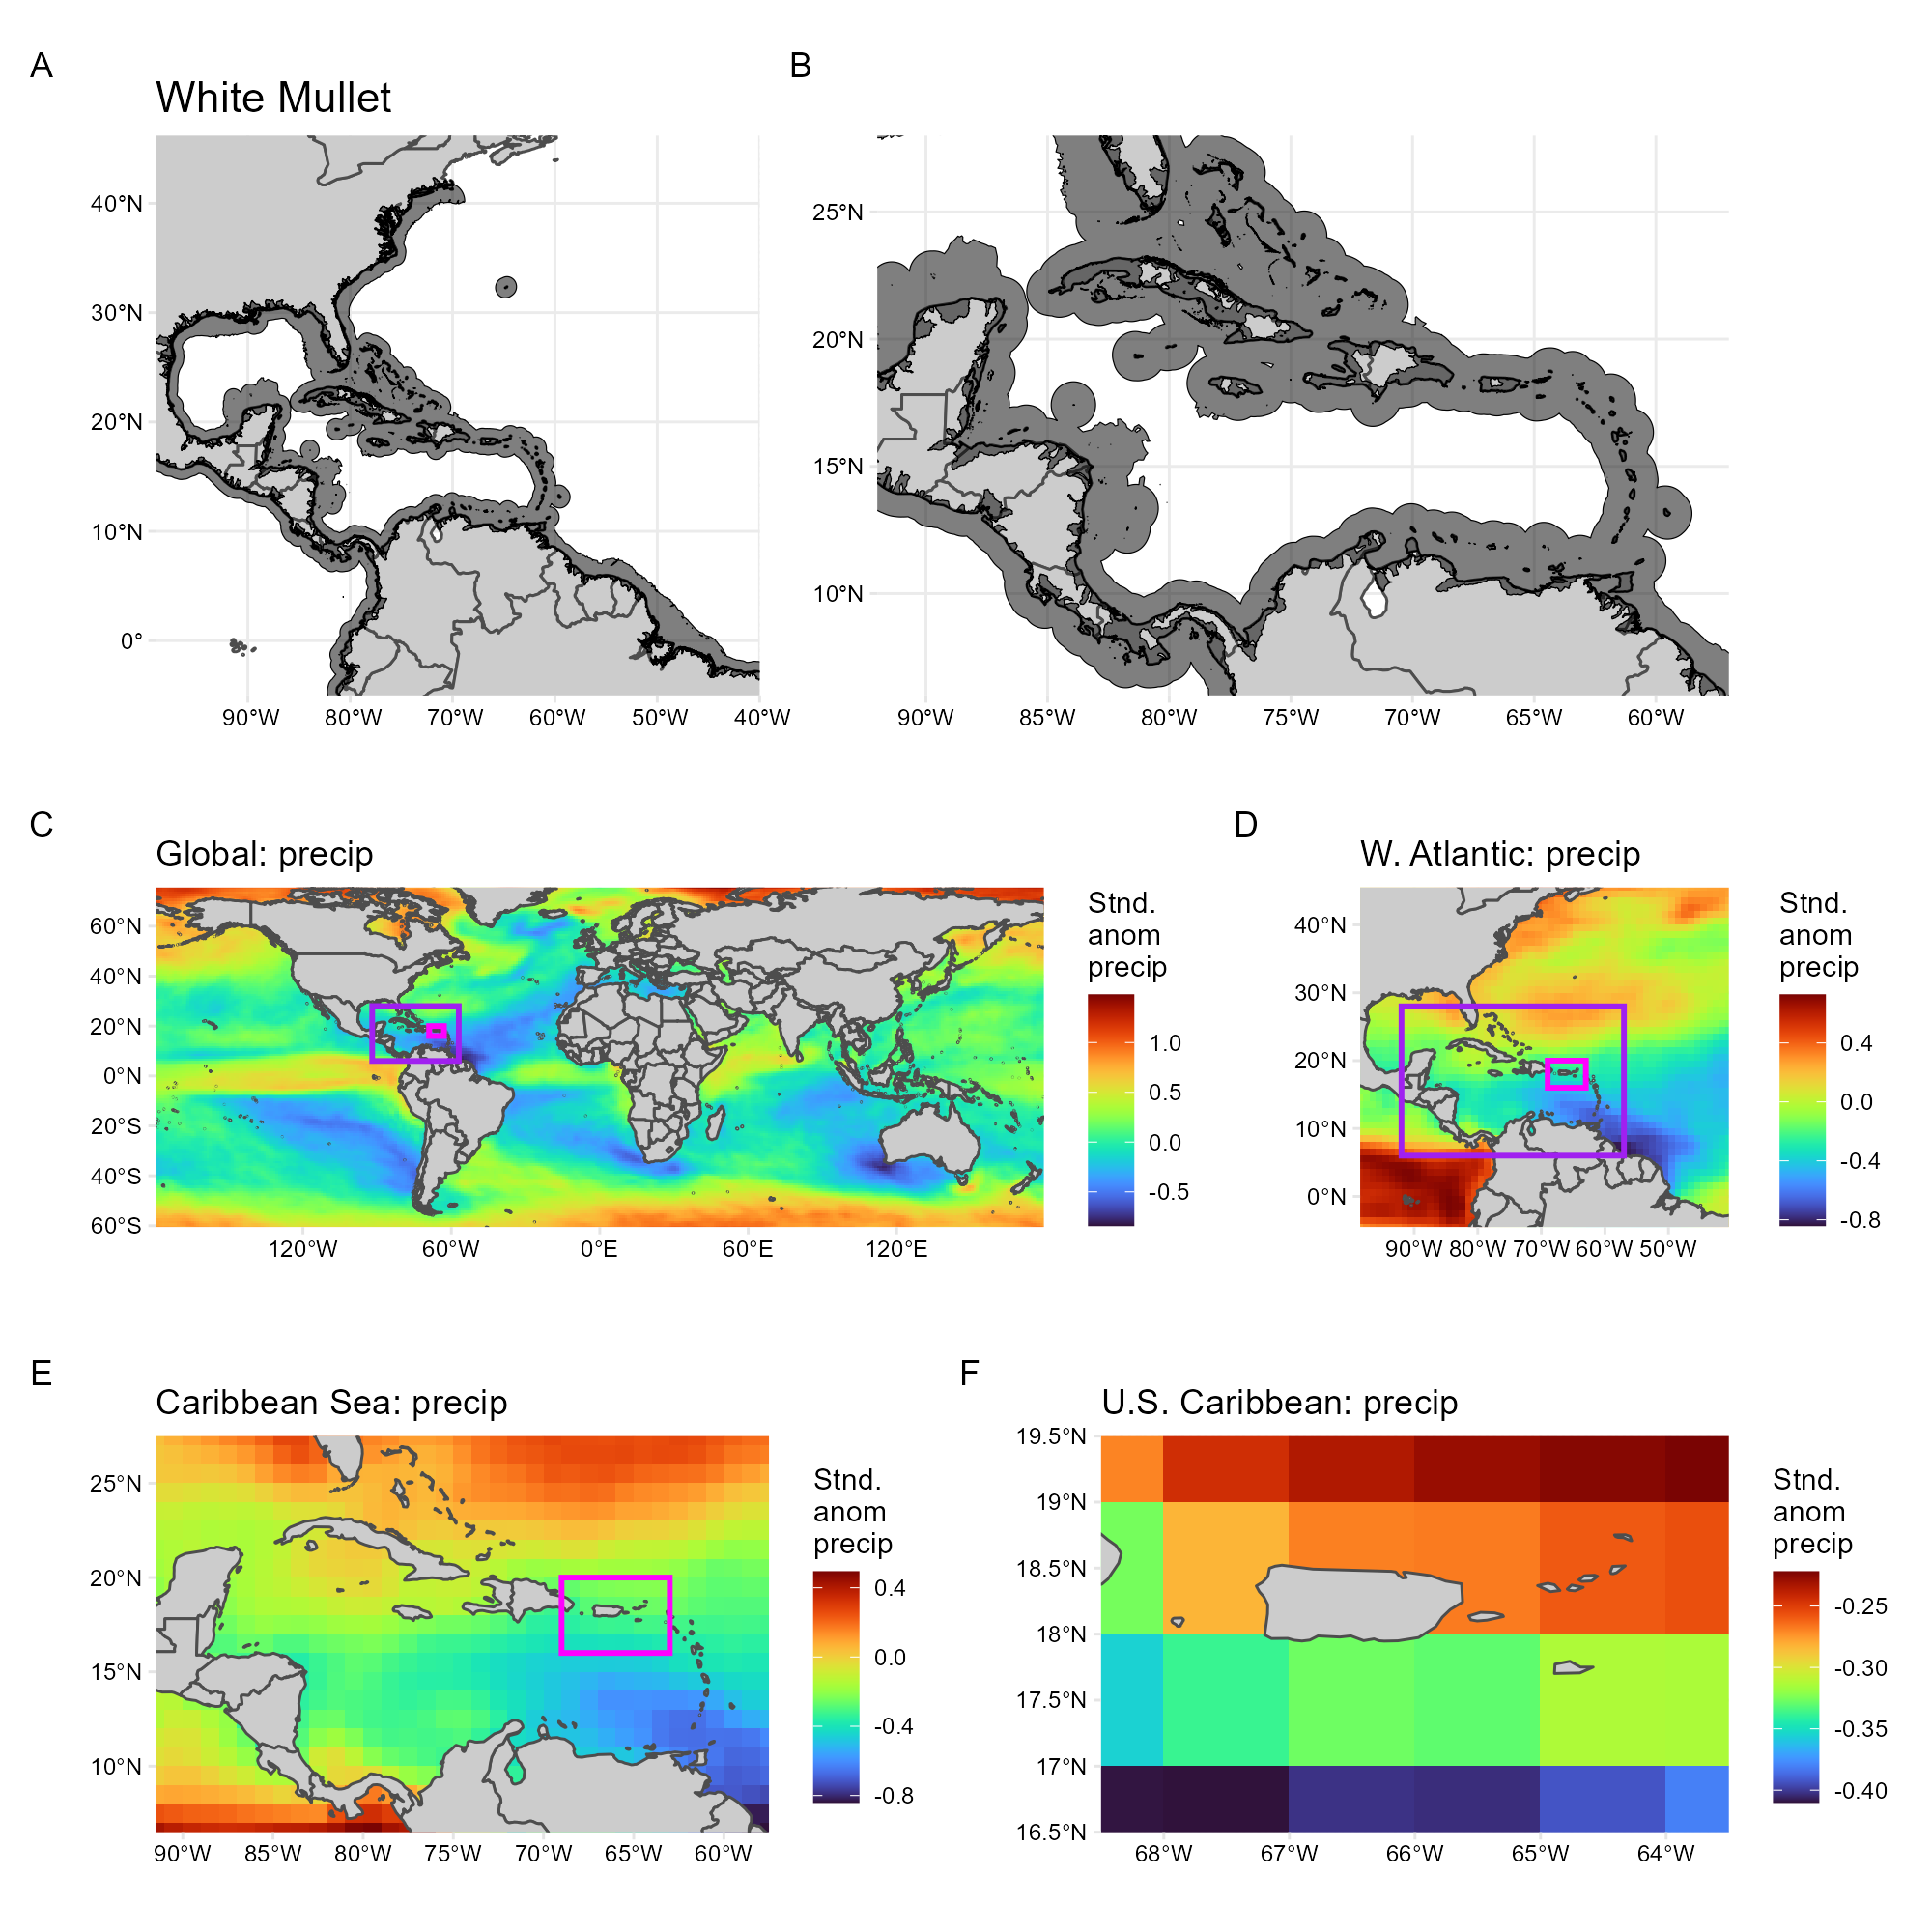 A
B
White Mullet
40°N
30°N
20°N
10°N
0°
90°W 80°W 70°W 60°W 50°W 40°W
25°N
20°N
15°N
10°N
90°W 85°W 80°W 75°W 70°W 65°W 60°W
C
D
Global: precip
60°N
40°N
20°N
0°N
20°S
40°S
60°S
120°W 60°W 0°E 60°E 120°E
Stnd.
anom
precip
1.0
0.5
0.0
-0.5
W. Atlantic: precip
40°N
30°N
20°N
10°N
0°N
90°W 80°W 70°W 60°W 50°W
Stnd.
anom
precip
0.4
0.0
-0.4
-0.8
E
F
Caribbean Sea: precip
25°N
20°N
15°N
10°N
90°W 85°W 80°W 75°W 70°W 65°W 60°W
Stnd.
anom
precip
0.4
0.0
-0.4
-0.8
U.S. Caribbean: precip
19.5°N
19°N
18.5°N
18°N
17.5°N
17°N
16.5°N
68°W 67°W 66°W 65°W 64°W
Stnd.
anom
precip
-0.25
-0.30
-0.35
-0.40